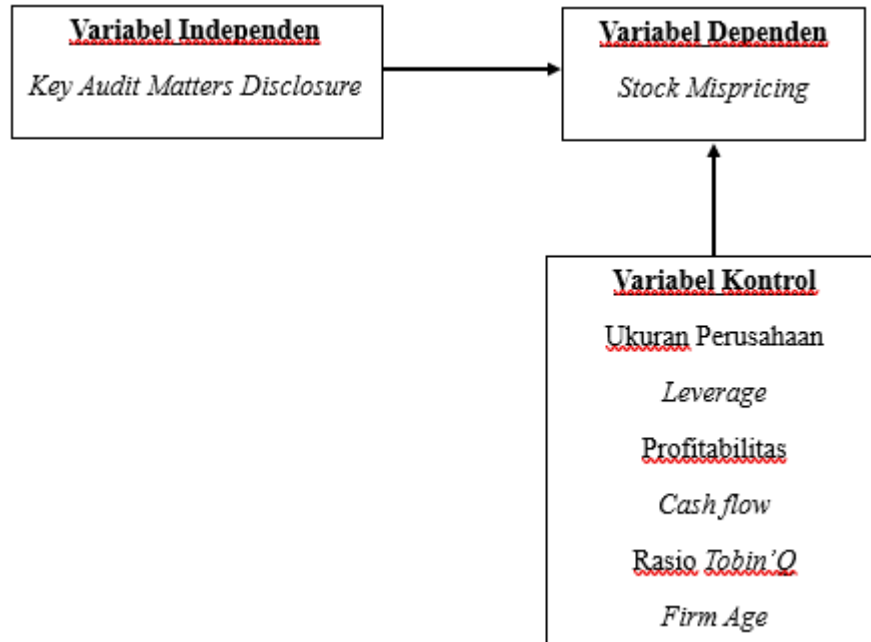 Variabel Independen
Key Audit Matters Disclosure
Variabel Dependen
Stock Mispricing
Variabel Kontrol
Ukuran Perusahaan
Leverage
Profitabilitas
Cash flow
Rasio Tobin’Q
Firm Age